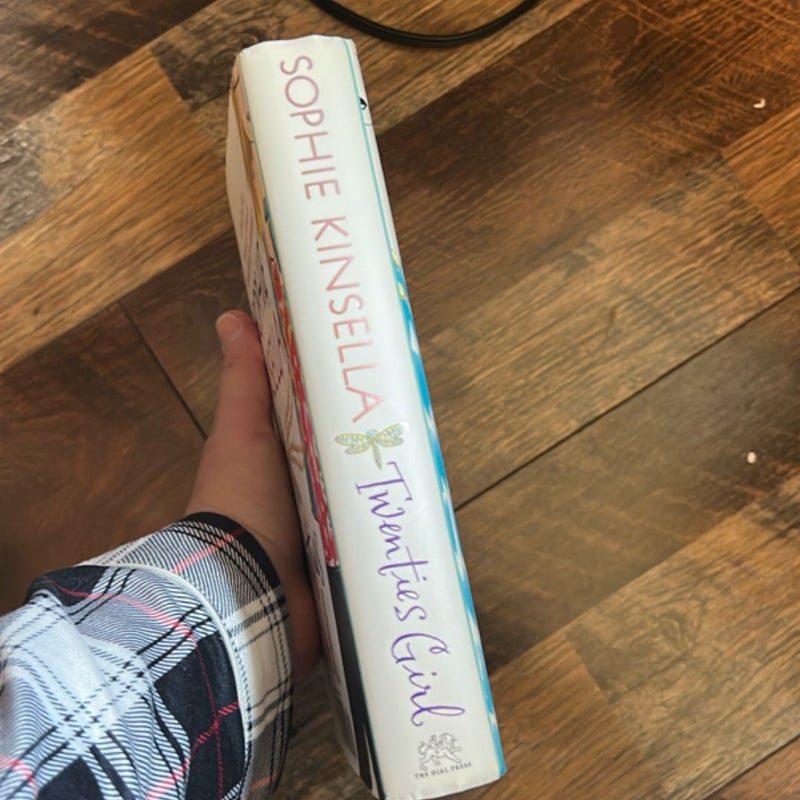 SOPHIE KINSELLA
Twenties Girl
THE DIAL PRESS